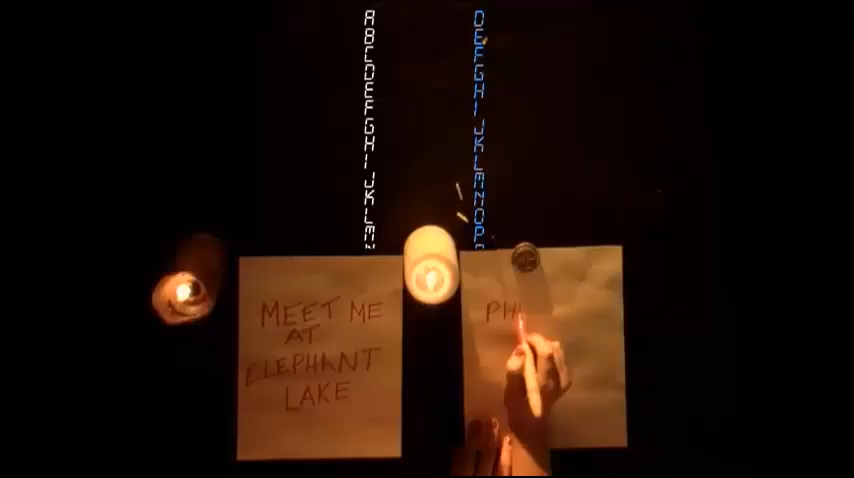 ABCDEFGHIJKLMN
DEFGHIJKLMNOP
MEET ME
AT
ELEPHANT
LAKE
PH